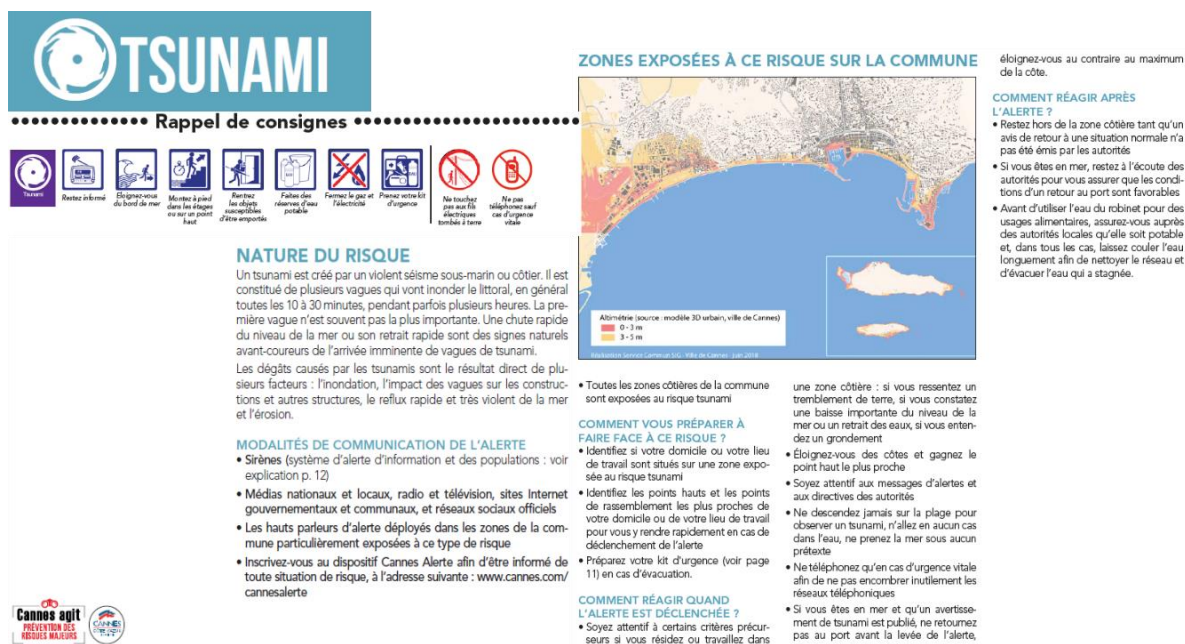 TSUNAMI
Rappel de consignes
Tsunami
Restez informé
Eloignez-vous
du bord de mer
Montez à pied
dans les étages
ou sur un point
haut
Rentrez
les objets
susceptibles
d'être emportés
Faites des
réserves d'eau
potable
Fermez le gaz et
l'électricité
Prenez votre kit
d'urgence
Ne touchez
pas aux fils
électriques
tombés à terre
Ne pas
téléphonez sauf
cas d'urgence
vitale
NATURE DU RISQUE
Un tsunami est créé par un violent séisme sous-marin ou côtier. Il est
constitué de plusieurs vagues qui vont inonder le littoral, en général
toutes les 10 à 30 minutes, pendant parfois plusieurs heures. La pre-
mière vague n'est souvent pas la plus importante. Une chute rapide
du niveau de la mer ou son retrait rapide sont des signes naturels
avant-coureurs de l'arrivée imminente de vagues de tsunami.
Les dégâts causés par les tsunamis sont le résultat direct de plu-
sieurs facteurs : l'inondation, l'impact des vagues sur les construc-
tions et autres structures, le reflux rapide et très violent de la mer
et l'érosion.
MODALITÉS DE COMMUNICATION DE L'ALERTE
• Sirènes (système d'alerte d'information et des populations : voir
explication p. 12)
• Médias nationaux et locaux, radio et télévision, sites Internet
gouvernementaux et communaux, et réseaux sociaux officiels
• Les hauts parleurs d'alerte déployés dans les zones de la com-
mune particulièrement exposées à ce type de risque
• Inscrivez-vous au dispositif Cannes Alerte afin d'être informé de
toute situation de risque, à l'adresse suivante : www.cannes.com/
cannesalerte
Cannes agit
PRÉVENTION DES
RISQUES MAJEURS
CANNES
ZONES EXPOSÉES À CE RISQUE SUR LA COMMUNE
Altimétrie (source : modèle 3D urbain, ville de Cannes)
0 - 3 m
3 - 5 m
Réalisation Service Commun SIG - Ville de Cannes - Juin 2018
• Toutes les zones côtières de la commune
sont exposées au risque tsunami
COMMENT VOUS PRÉPARER À
FAIRE FACE À CE RISQUE ?
• Identifiez si votre domicile ou votre lieu
de travail sont situés sur une zone expo-
sée au risque tsunami
• Identifiez les points hauts et les points
de rassemblement les plus proches de
votre domicile ou de votre lieu de travail
pour vous y rendre rapidement en cas de
déclenchement de l'alerte
• Préparez votre kit d'urgence (voir page
11) en cas d'évacuation.
COMMENT RÉAGIR QUAND
L'ALERTE EST DÉCLENCHÉE ?
• Soyez attentif à certains critères précur-
seurs si vous résidez ou travaillez dans
une zone côtière : si vous ressentez un
tremblement de terre, si vous constatez
une baisse importante du niveau de la
mer ou un retrait des eaux, si vous enten-
dez un grondement
• Éloignez-vous des côtes et gagnez le
point haut le plus proche
• Soyez attentif aux messages d'alertes et
aux directives des autorités
• Ne descendez jamais sur la plage pour
observer un tsunami, n'allez en aucun cas
dans l'eau, ne prenez la mer sous aucun
prétexte
• Ne téléphonez qu'en cas d'urgence vitale
afin de ne pas encombrer inutilement les
réseaux téléphoniques
• Si vous êtes en mer et qu'un avertisse-
ment de tsunami est publié, ne retournez
pas au port avant la levée de l'alerte,
éloignez-vous au contraire au maximum
de la côte.
COMMENT RÉAGIR APRÈS
L'ALERTE ?
• Restez hors de la zone côtière tant qu'un
avis de retour à une situation normale n'a
pas été émis par les autorités
• Si vous êtes en mer, restez à l'écoute des
autorités pour vous assurer que les condi-
tions d'un retour au port sont favorables
• Avant d'utiliser l'eau du robinet pour des
usages alimentaires, assurez-vous auprès
des autorités locales qu'elle soit potable
et, dans tous les cas, laissez couler l'eau
longuement afin de nettoyer le réseau et
d'évacuer l'eau qui a stagnée.